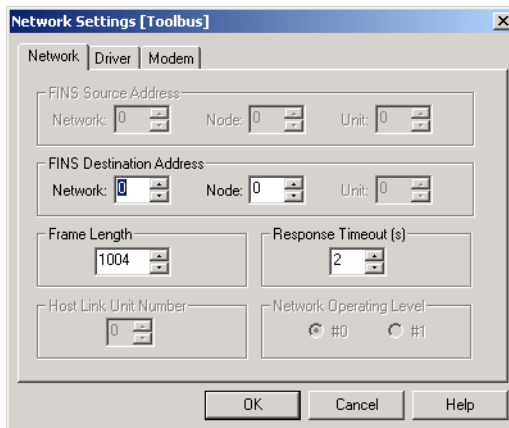 Network Settings [Toolbus]
Network Driver Modem
FINS Source Address
Network: 0 Node: 0 Unit: 0
FINS Destination Address
Network: 0 Node: 0 Unit: 0
Frame Length Response Timeout (s)
1004 2
Host Link Unit Number Network Operating Level
0 #0 #1
OK Cancel Help